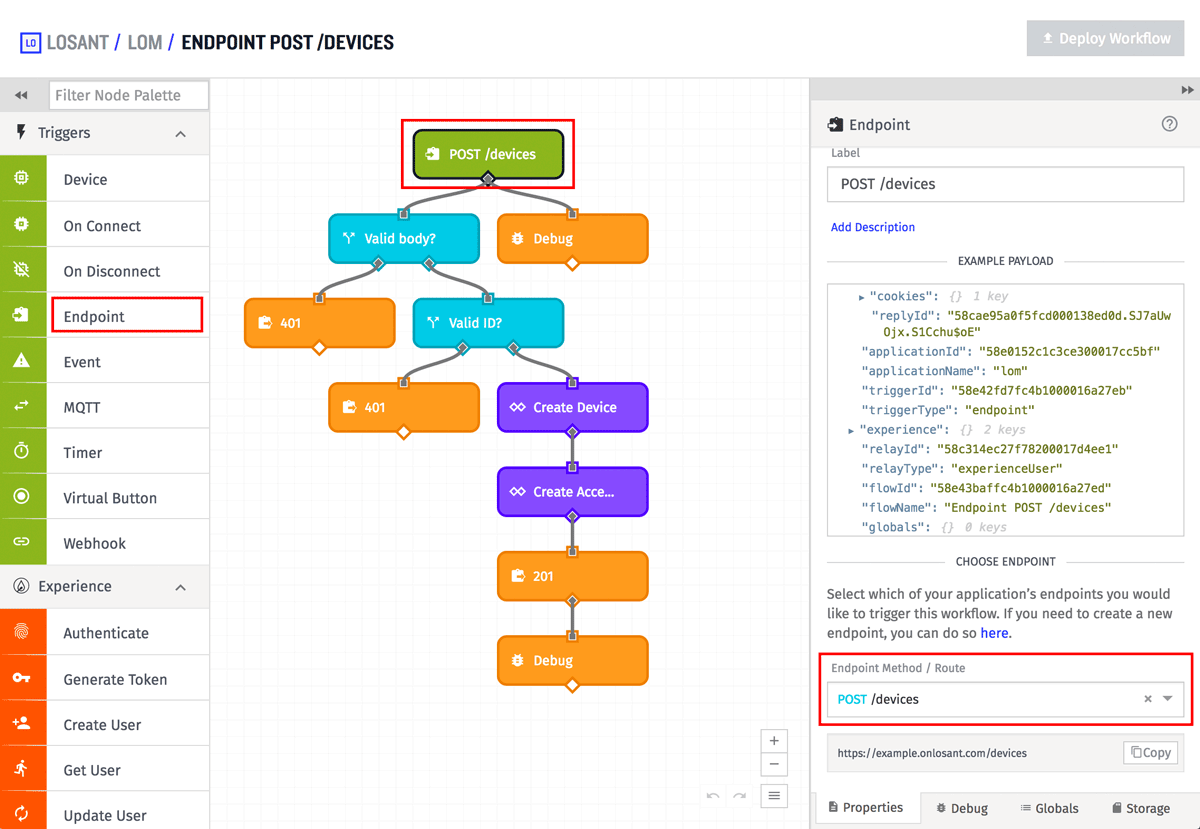 LO LOSANT / LOM / ENDPOINT POST /DEVICES
Deploy Workflow
Filter Node Palette
Triggers
Device
On Connect
On Disconnect
Endpoint
Event
MQTT
Timer
Virtual Button
Webhook
Experience
Authenticate
Generate Token
Create User
Get User
Update User
POST /devices
Valid body?
Debug
401
Valid ID?
401
Create Device
Create Acce...
201
Debug
Endpoint
Label
POST /devices
Add Description
EXAMPLE PAYLOAD
"cookies": {} 1 key
"replyId": "58cae95a0f5fcd000138ed0d.SJ7aUw
Ojx.S1Cchu$oE"
"applicationId": "58e0152c1c3ce300017cc5bf"
"applicationName": "lom"
"triggerId": "58e42fd7fc4b1000016a27eb"
"triggerType": "endpoint"
"experience": {} 2 keys
"relayId": "58c314ec27f78200017d4ee1"
"relayType": "experienceUser"
"flowId": "58e43baffc4b1000016a27ed"
"flowName": "Endpoint POST /devices"
"globals": {} 0 keys
CHOOSE ENDPOINT
Select which of your application's endpoints you would
like to trigger this workflow. If you need to create a new
endpoint, you can do so here.
Endpoint Method / Route
POST /devices
https://example.onlosant.com/devices
Copy
Properties
Debug
Globals
Storage